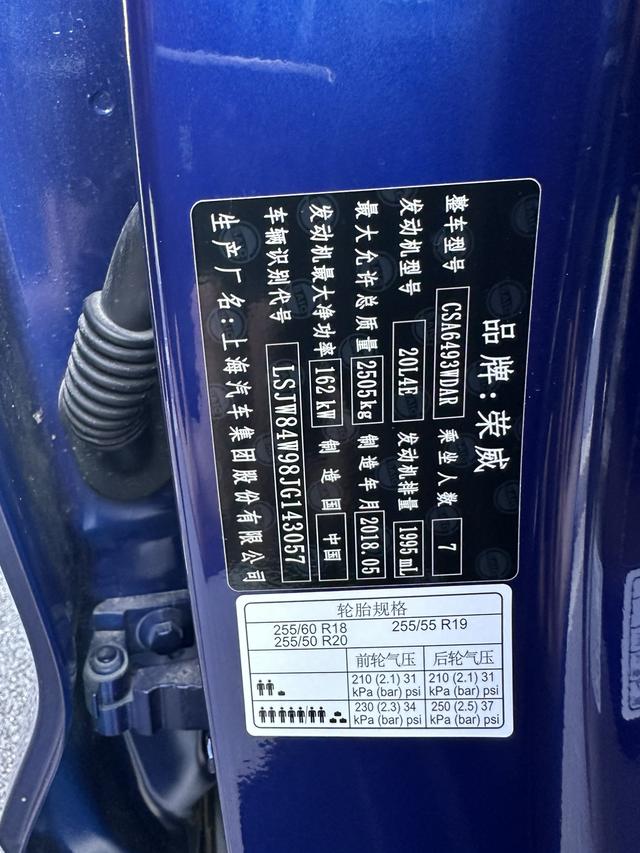 品牌:荣威
整车型号 CSA6493WDAR 乘坐人数 7
发动机型号 20L4E 发动机排量 1995 mL
最大允许总质量 2505kg 制造年月 2018.05
发动机最大净功率 162 kW 制造国 中国
车辆识别代号 LSJW84W98JG143057
生产厂名:上海汽车集团股份有限公司
轮胎规格
255/60 R18 255/55 R19
255/50 R20
前轮气压 后轮气压
210 (2.1) 31 210 (2.1) 31
kPa (bar) psi kPa (bar) psi
230 (2.3) 34 250 (2.5) 37
kPa (bar) psi kPa (bar) psi